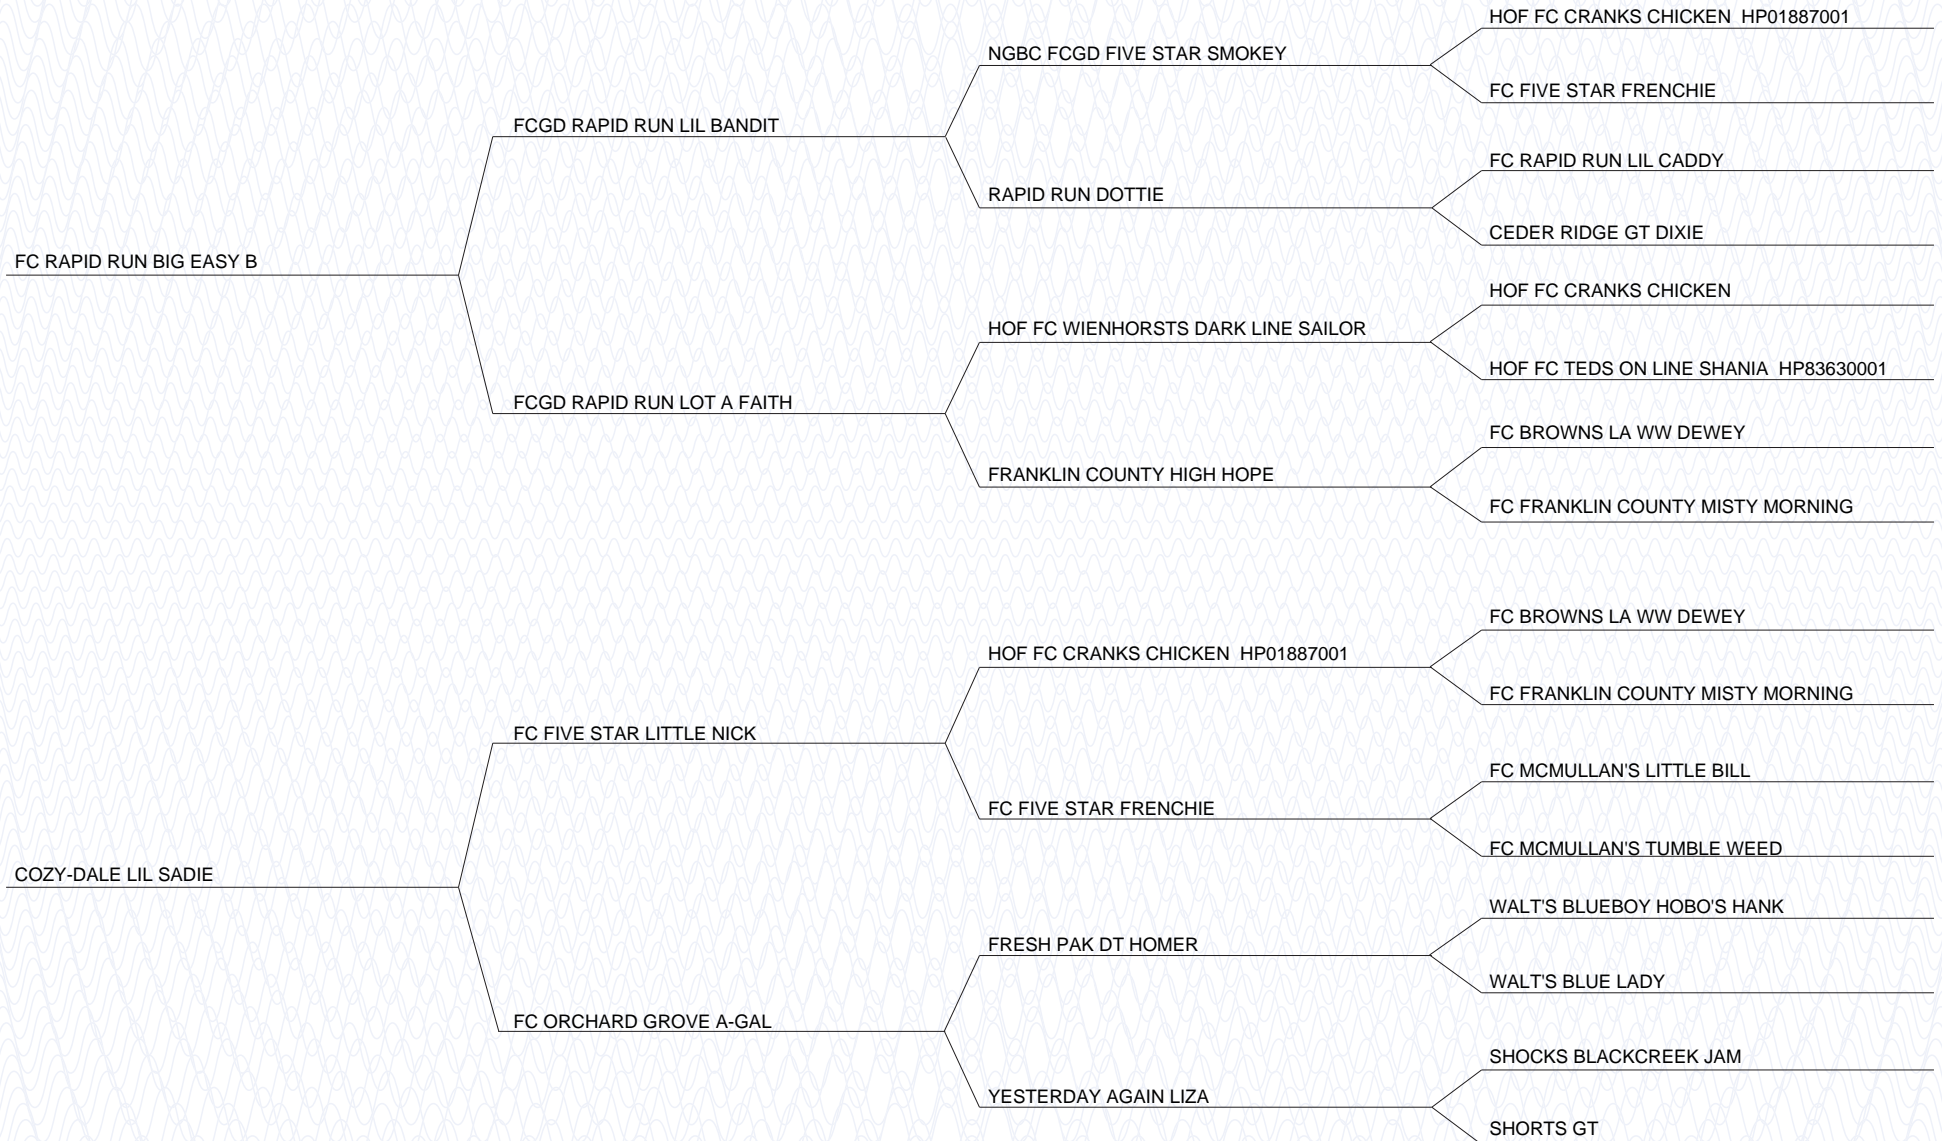 HOF FC CRANKS CHICKEN  HP01887001
NGBC FCGD FIVE STAR SMOKEY
FC FIVE STAR FRENCHIE
FCGD RAPID RUN LIL BANDIT
FC RAPID RUN LIL CADDY
RAPID RUN DOTTIE
CEDER RIDGE GT DIXIE
FC RAPID RUN BIG EASY B
HOF FC CRANKS CHICKEN
HOF FC WIENHORSTS DARK LINE SAILOR
HOF FC TEDS ON LINE SHANIA  HP83630001
FCGD RAPID RUN LOT A FAITH
FC BROWNS LA WW DEWEY
FRANKLIN COUNTY HIGH HOPE
FC FRANKLIN COUNTY MISTY MORNING
FC BROWNS LA WW DEWEY
HOF FC CRANKS CHICKEN  HP01887001
FC FRANKLIN COUNTY MISTY MORNING
FC FIVE STAR LITTLE NICK
FC MCMULLAN'S LITTLE BILL
FC FIVE STAR FRENCHIE
FC MCMULLAN'S TUMBLE WEED
COZY-DALE LIL SADIE
WALT'S BLUEBOY HOBO'S HANK
FRESH PAK DT HOMER
WALT'S BLUE LADY
FC ORCHARD GROVE A-GAL
SHOCKS BLACKCREEK JAM
YESTERDAY AGAIN LIZA
SHORTS GT